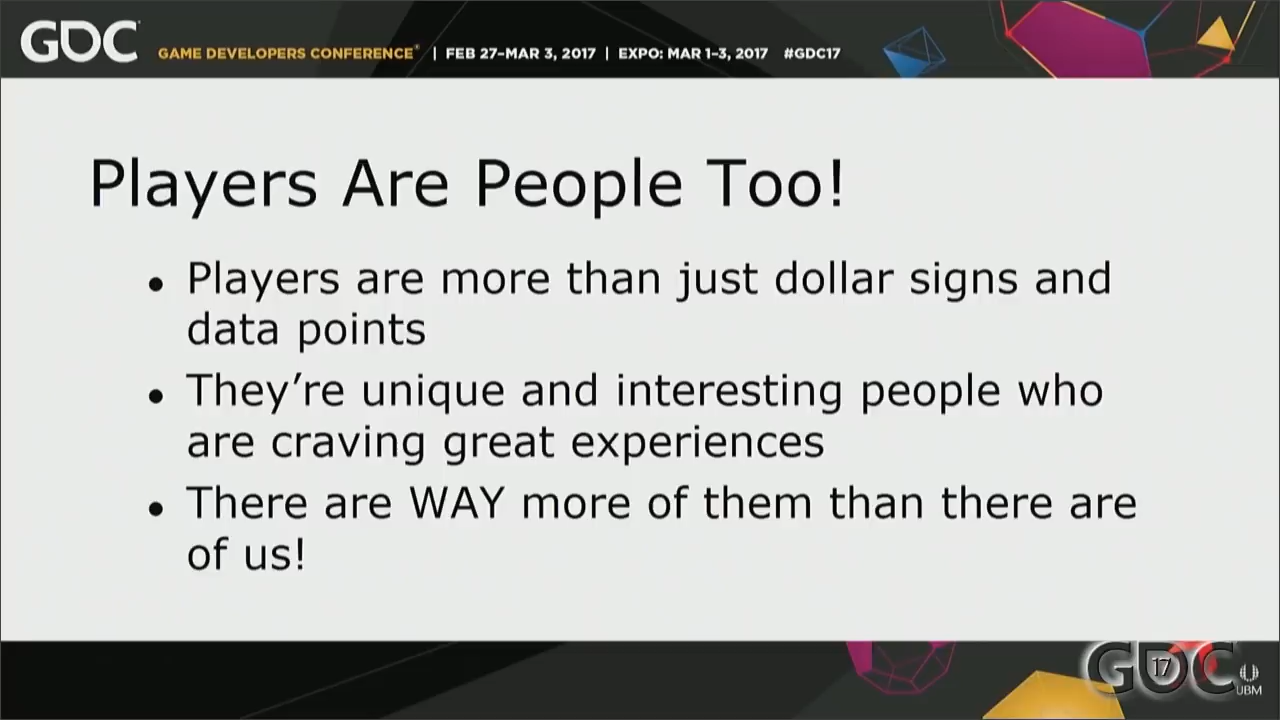 GDC GAME DEVELOPERS CONFERENCE® | FEB 27–MAR 3, 2017 | EXPO: MAR 1–3, 2017 #GDC17
Players Are People Too!
• Players are more than just dollar signs and
data points
• They’re unique and interesting people who
are craving great experiences
• There are WAY more of them than there are
of us!
GDC 17
UBM